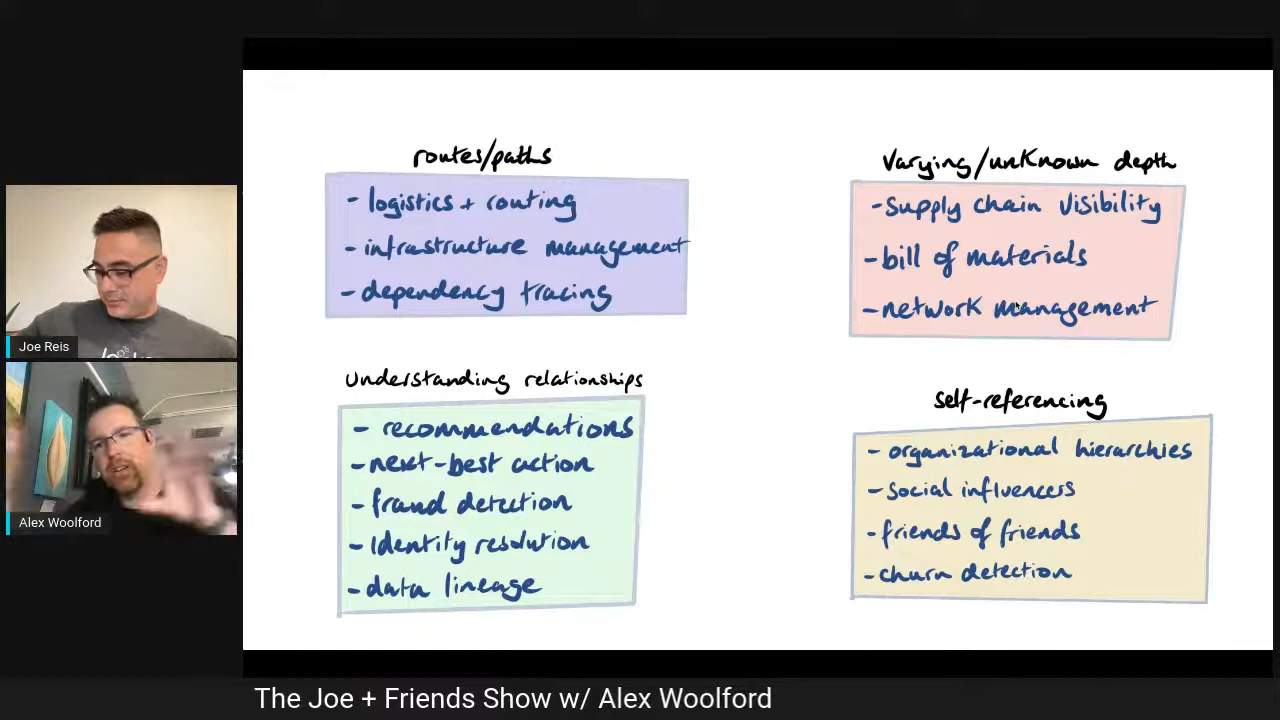 routes/paths
- logistics + routing
- infrastructure management
- dependency tracing
varying/unknown depth
- supply chain visibility
- bill of materials
- network management
understanding relationships
- recommendations
- next-best action
- fraud detection
- identity resolution
- data lineage
self-referencing
- organizational hierarchies
- social influencers
- friends of friends
- churn detection
Joe Reis
Alex Woolford
The Joe + Friends Show w/ Alex Woolford